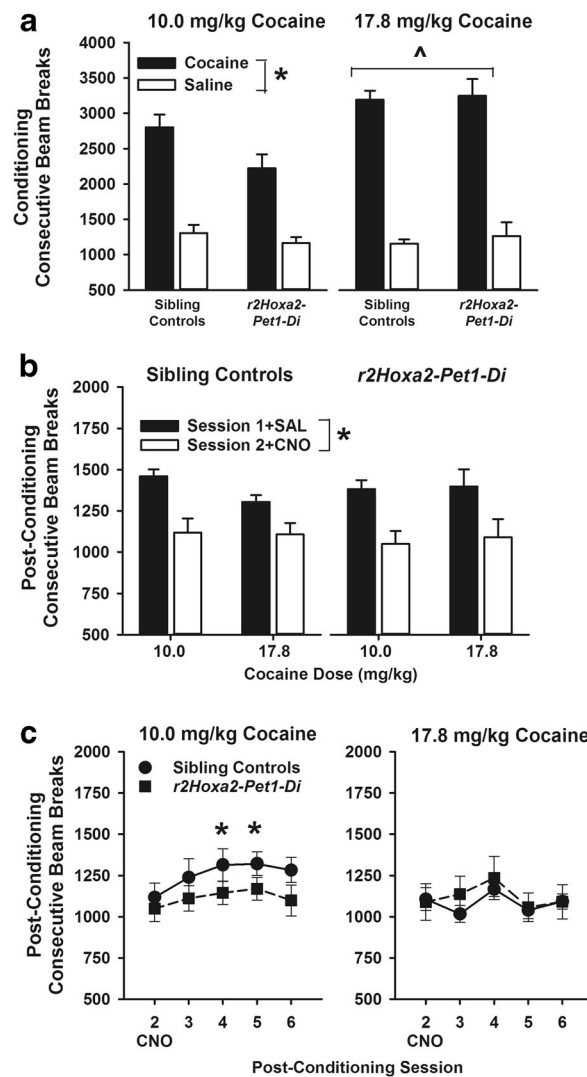 a
10.0 mg/kg Cocaine
17.8 mg/kg Cocaine
Conditioning
Consecutive Beam Breaks
4000
3500
3000
2500
2000
1500
1000
500
Cocaine
Saline
*
^
Sibling
Controls
r2Hoxa2-
Pet1-Di
Sibling
Controls
r2Hoxa2-
Pet1-Di
b
Sibling Controls
r2Hoxa2-Pet1-Di
Post-Conditioning
Consecutive Beam Breaks
2000
1750
1500
1250
1000
750
500
Session 1+SAL
Session 2+CNO
*
10.0
17.8
10.0
17.8
Cocaine Dose (mg/kg)
c
10.0 mg/kg Cocaine
17.8 mg/kg Cocaine
Post-Conditioning
Consecutive Beam Breaks
2000
1750
1500
1250
1000
750
500
Sibling Controls
r2Hoxa2-Pet1-Di
* *
2 3 4 5 6
CNO
2 3 4 5 6
CNO
Post-Conditioning Session